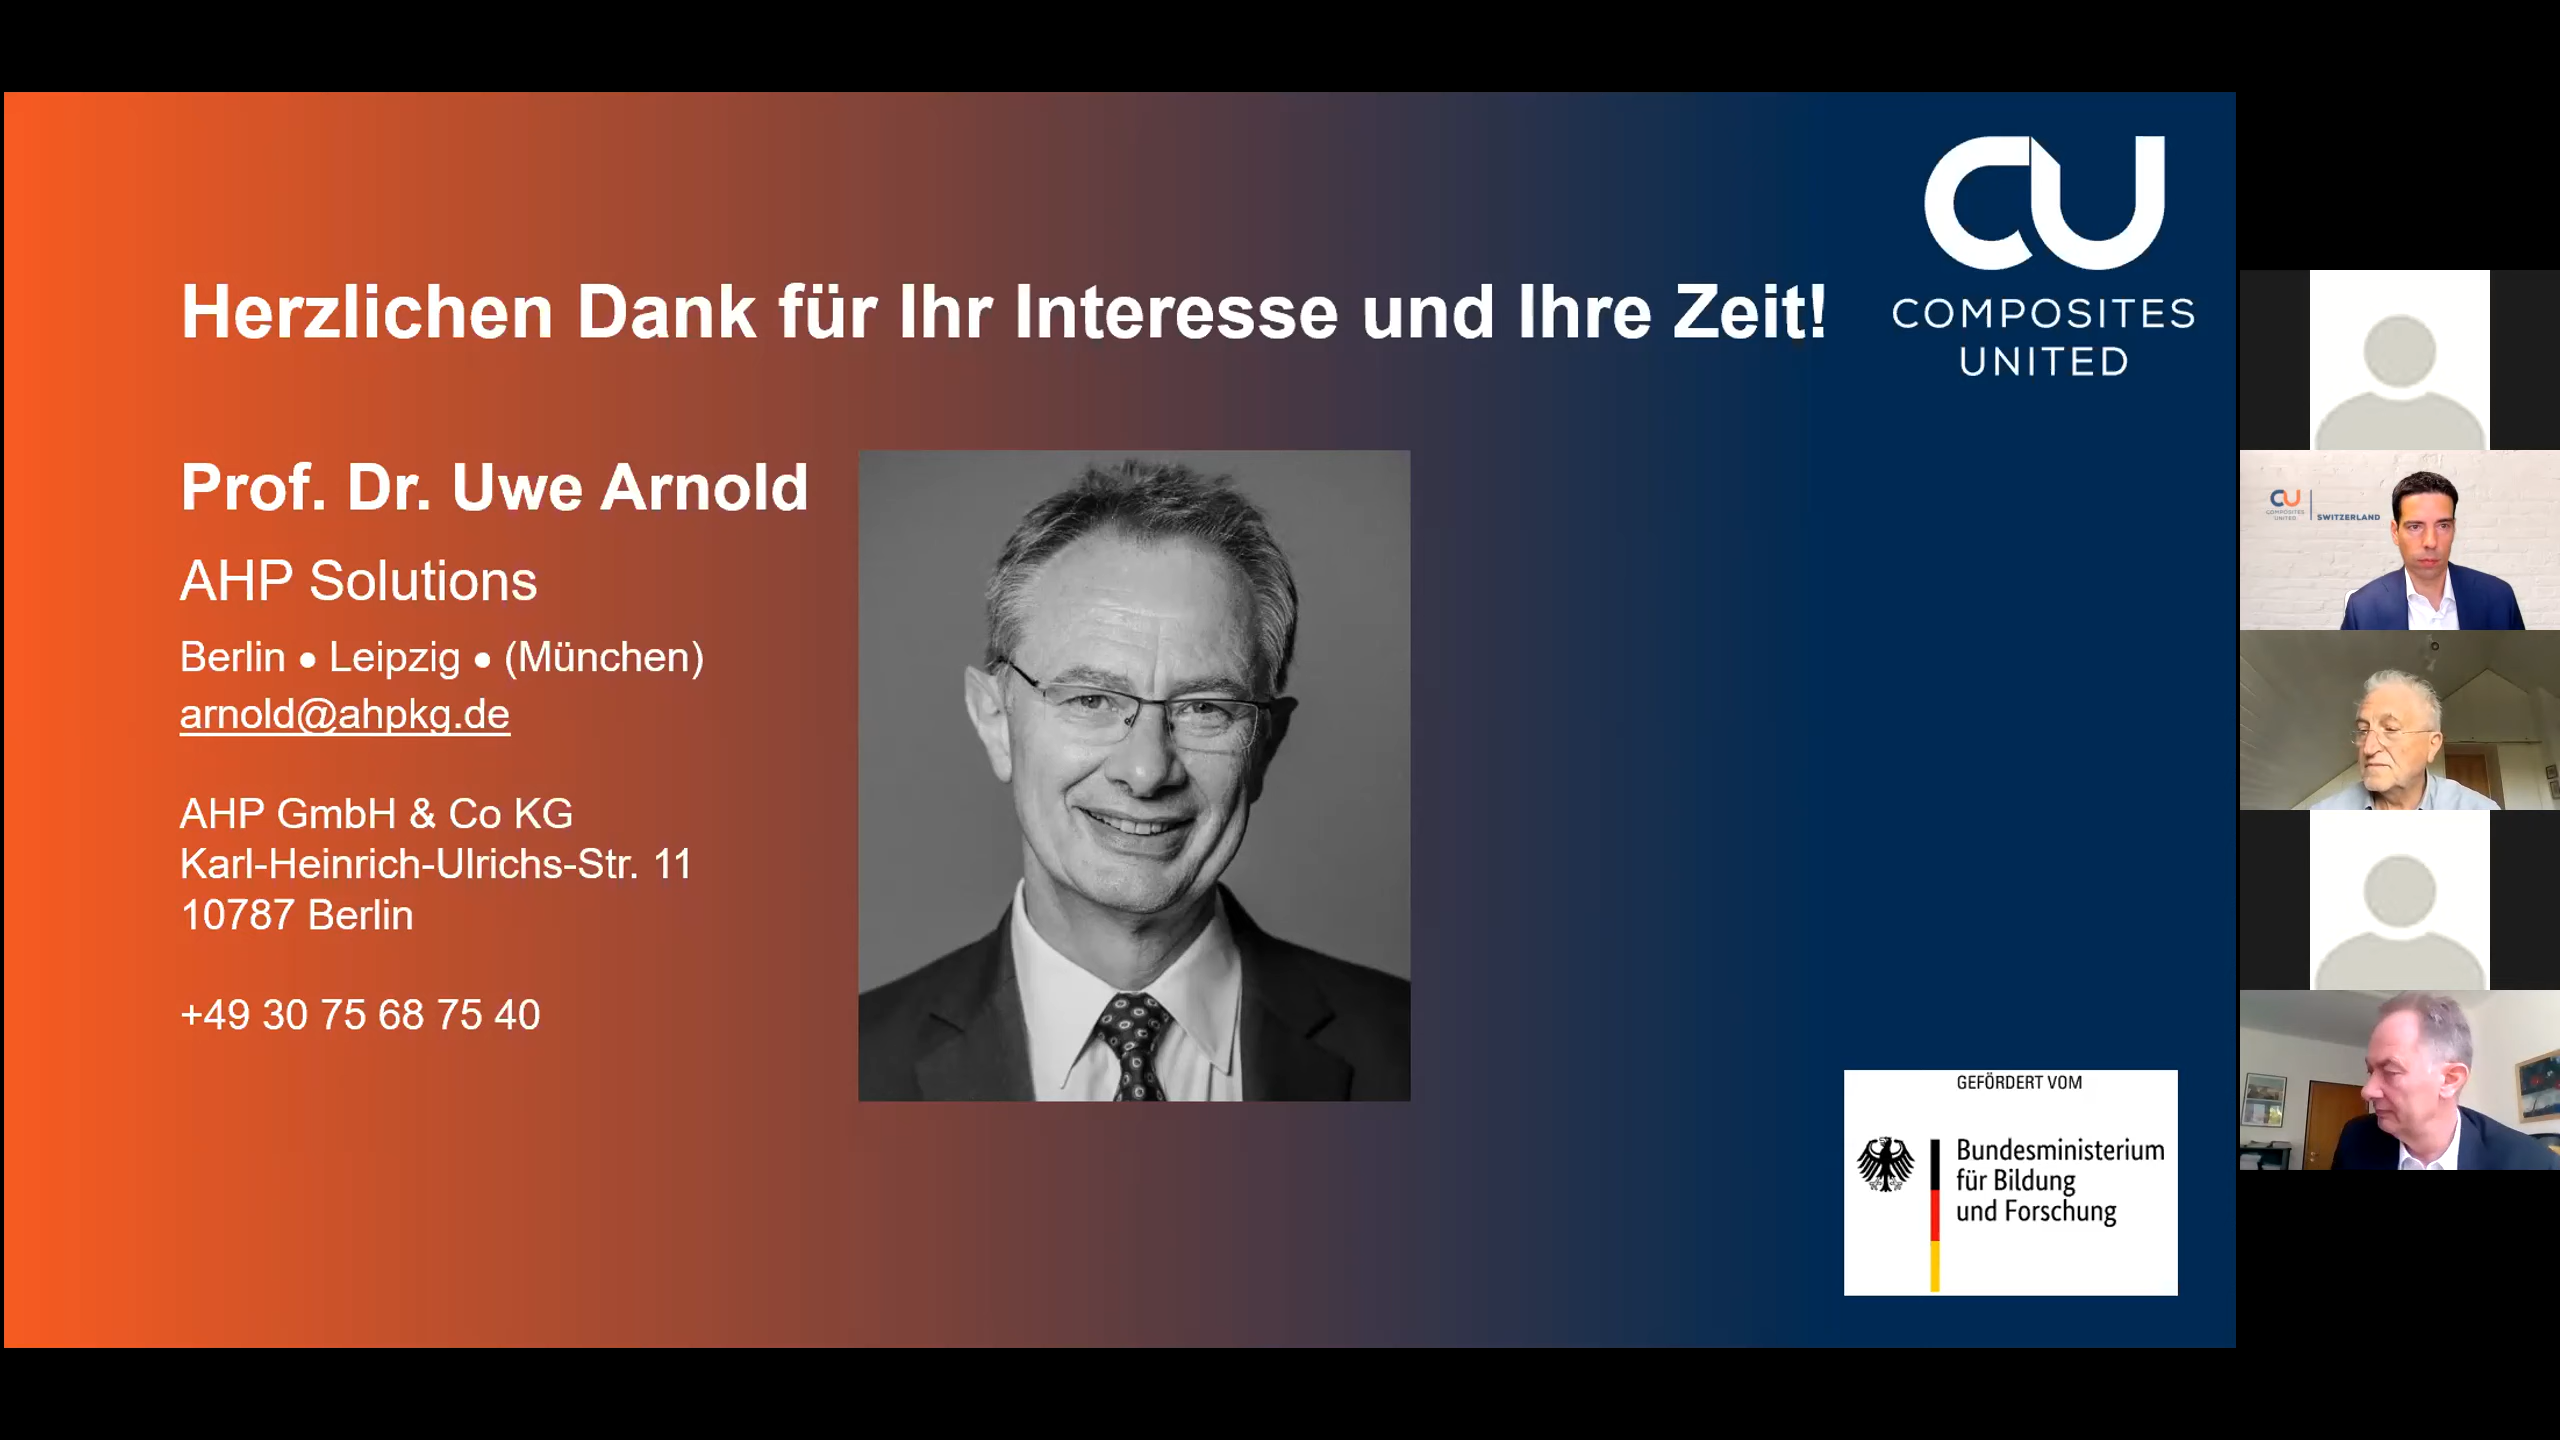 Herzlichen Dank für Ihr Interesse und Ihre Zeit!
CU
COMPOSITES
UNITED
Prof. Dr. Uwe Arnold
AHP Solutions
Berlin ● Leipzig ● (München)
arnold@ahpkg.de
AHP GmbH & Co KG
Karl-Heinrich-Ulrichs-Str. 11
10787 Berlin
+49 30 75 68 75 40
GEFÖRDERT VOM
Bundesministerium
für Bildung
und Forschung
CU
COMPOSITES
UNITED
SWITZERLAND